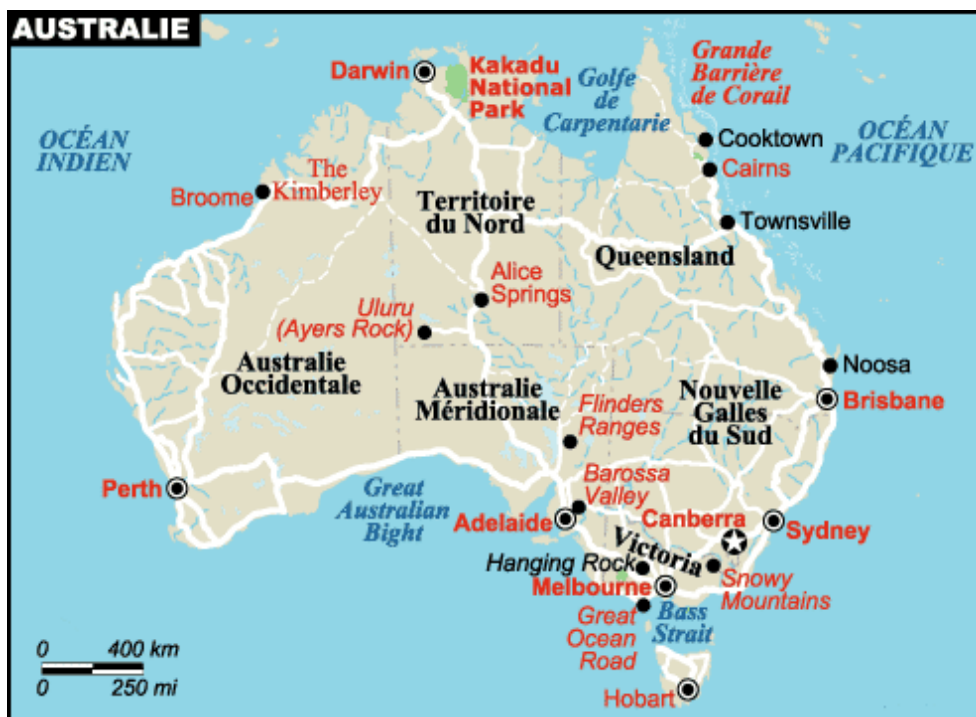 AUSTRALIE
Darwin
Kakadu
National
Park
Golfe
de
Carpentarie
Grande
Barrière
de Corail
OCÉAN
INDIEN
OCÉAN
PACIFIQUE
Cooktown
Cairns
The
Kimberley
Broome
Territoire
du Nord
Townsville
Queensland
Alice
Springs
Uluru
(Ayers Rock)
Australie
Occidentale
Australie
Méridionale
Nouvelle
Galles
du Sud
Noosa
Brisbane
Flinders
Ranges
Perth
Great
Australian
Bight
Barossa
Valley
Adelaide
Canberra
Sydney
Victoria
Hanging Rock
Melbourne
Snowy
Mountains
Great
Ocean
Road
Bass
Strait
Hobart
0 400 km
0 250 mi